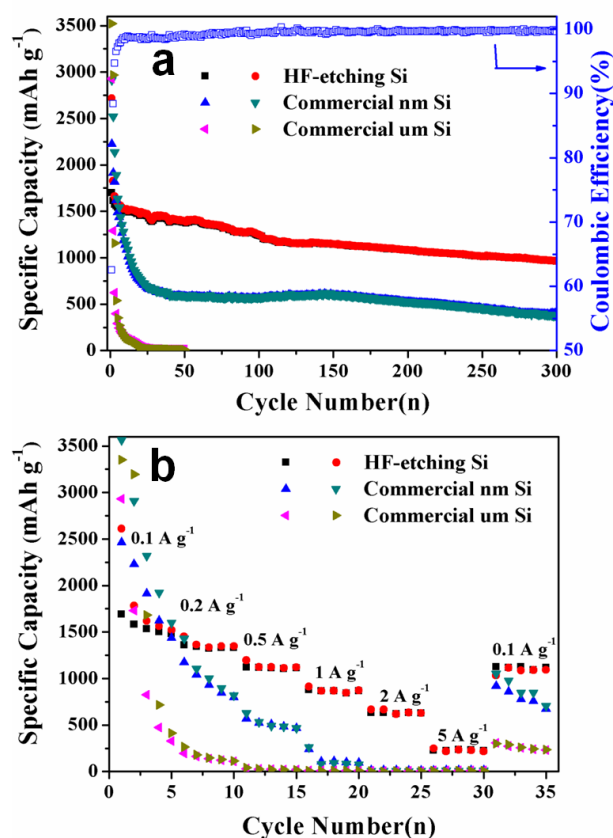 a
HF-etching Si
Commercial nm Si
Commercial um Si
3500
3000
2500
2000
1500
1000
500
0
Specific Capacity (mAh g-1)
100
90
80
70
60
50
Coulombic Efficiency(%)
0 50 100 150 200 250 300
Cycle Number(n)
b
HF-etching Si
Commercial nm Si
Commercial um Si
3500
3000
2500
2000
1500
1000
500
0
Specific Capacity (mAh g-1)
0.1 A g-1
0.2 A g-1
0.5 A g-1
1 A g-1
2 A g-1
5 A g-1
0.1 A g-1
0 5 10 15 20 25 30 35
Cycle Number(n)